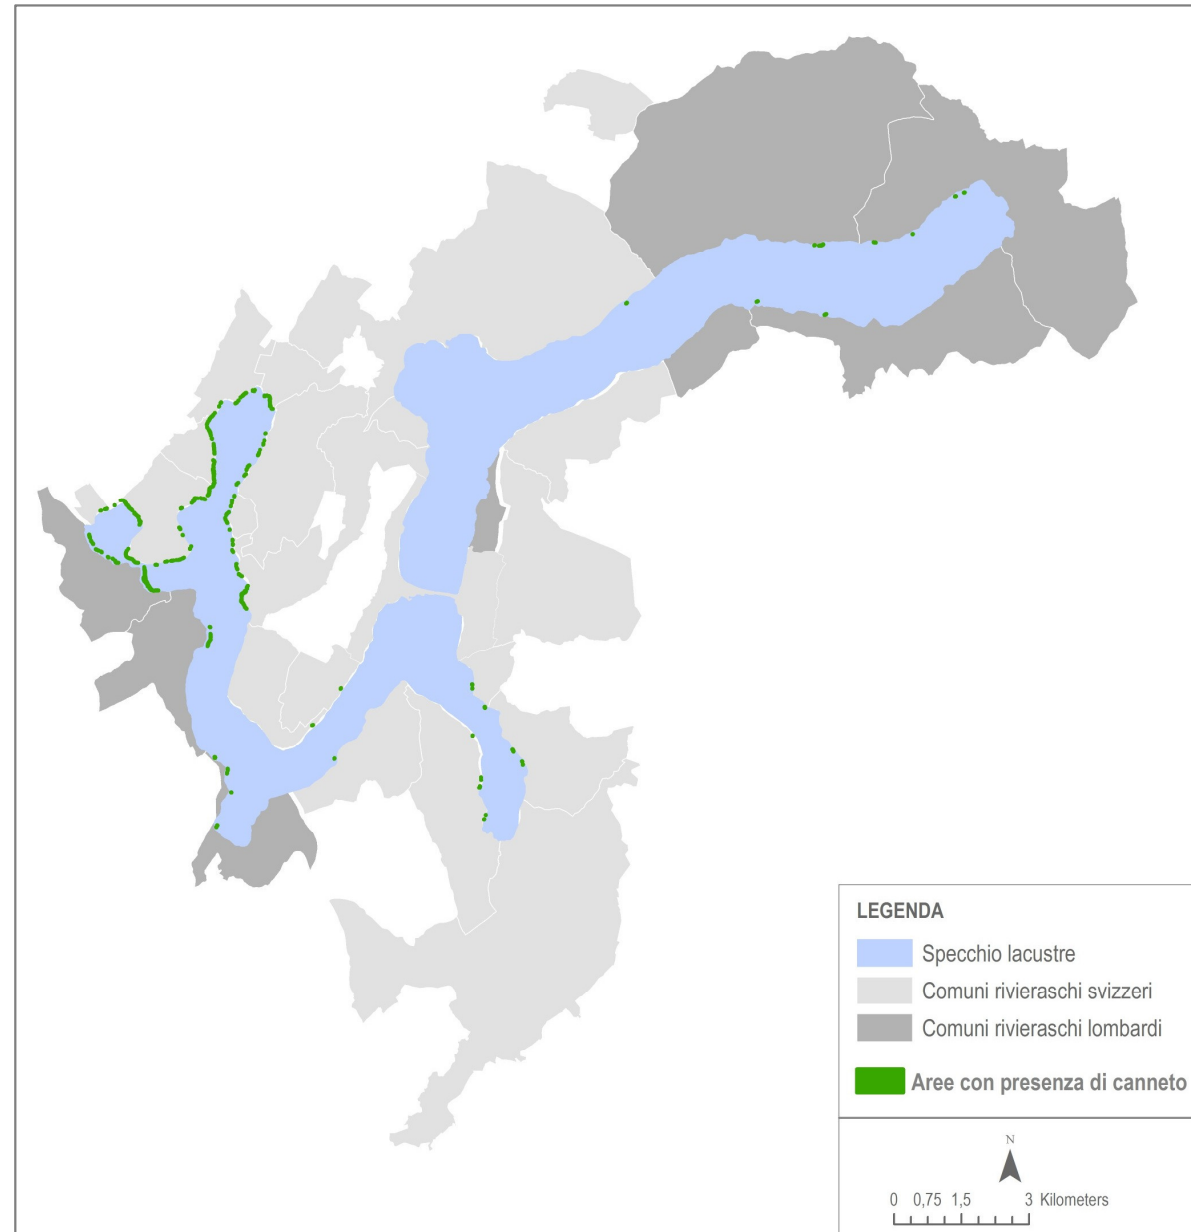 LEGENDA
Specchio lacustre
Comuni rivieraschi svizzeri
Comuni rivieraschi lombardi
Aree con presenza di canneto
N
0 0,75 1,5 3 Kilometers